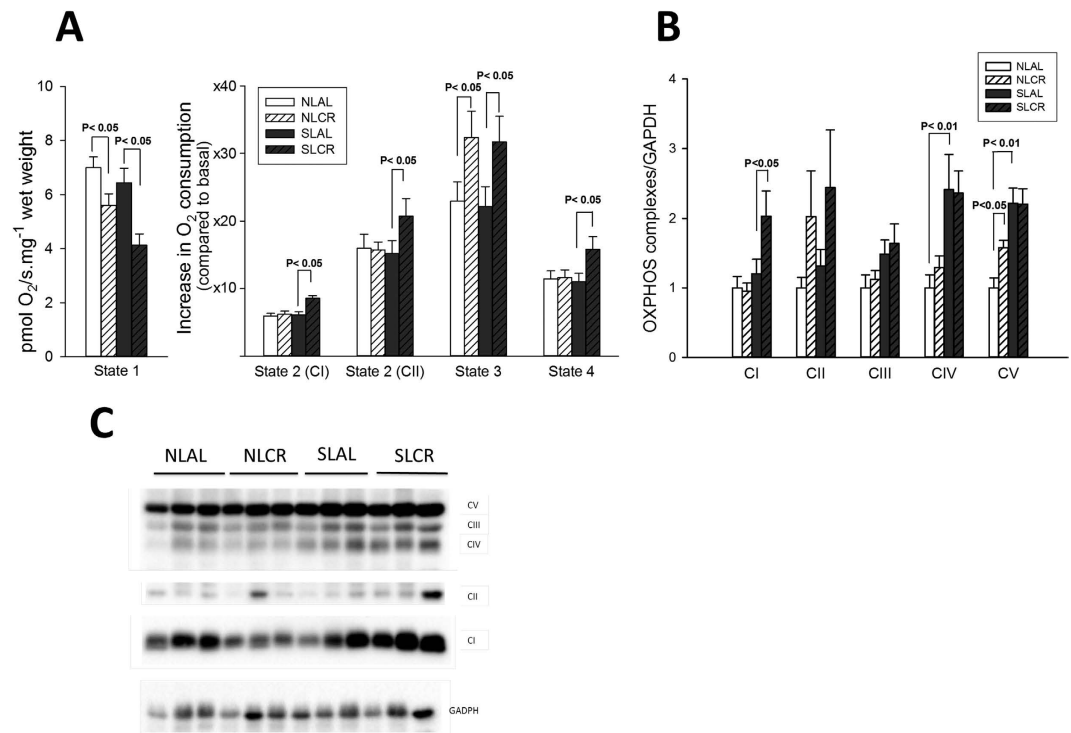 A
pmol O2/s.mg-1 wet weight
10
8
6
4
2
0
P< 0.05
P< 0.05
State 1
Increase in O2 consumption
(compared to basal)
x40
x30
x20
x10
NLAL
NLCR
SLAL
SLCR
P< 0.05
P< 0.05
P< 0.05
P< 0.05
P< 0.05
State 2 (CI)
State 2 (CII)
State 3
State 4
B
OXPHOS complexes/GAPDH
4
3
2
1
0
NLAL
NLCR
SLAL
SLCR
P<0.05
P< 0.01
P< 0.01
P<0.05
CI
CII
CIII
CIV
CV
C
NLAL NLCR SLAL SLCR
CV
CIII
CIV
CII
CI
GADPH